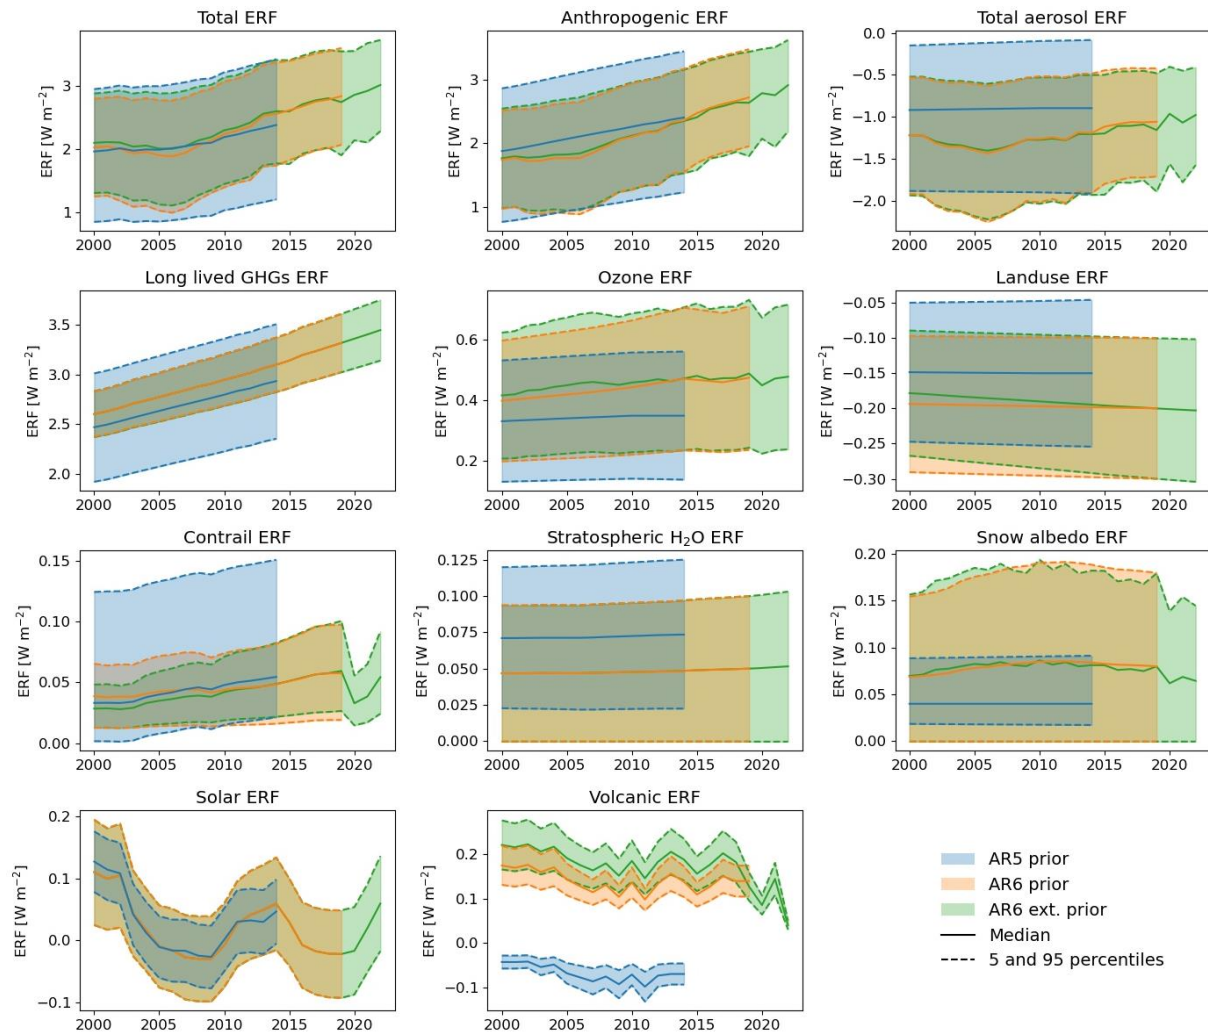 Total ERF
ERF [W m⁻²]
3
2
1
2000 2005 2010 2015 2020
Anthropogenic ERF
ERF [W m⁻²]
3
2
1
2000 2005 2010 2015 2020
Total aerosol ERF
ERF [W m⁻²]
0.0
−0.5
−1.0
−1.5
−2.0
2000 2005 2010 2015 2020
Long lived GHGs ERF
ERF [W m⁻²]
3.5
3.0
2.5
2.0
2000 2005 2010 2015 2020
Ozone ERF
ERF [W m⁻²]
0.6
0.4
0.2
2000 2005 2010 2015 2020
Landuse ERF
ERF [W m⁻²]
−0.05
−0.10
−0.15
−0.20
−0.25
−0.30
2000 2005 2010 2015 2020
Contrail ERF
ERF [W m⁻²]
0.15
0.10
0.05
0.00
2000 2005 2010 2015 2020
Stratospheric H₂O ERF
ERF [W m⁻²]
0.125
0.100
0.075
0.050
0.025
0.000
2000 2005 2010 2015 2020
Snow albedo ERF
ERF [W m⁻²]
0.20
0.15
0.10
0.05
0.00
2000 2005 2010 2015 2020
Solar ERF
ERF [W m⁻²]
0.2
0.1
0.0
−0.1
2000 2005 2010 2015 2020
Volcanic ERF
ERF [W m⁻²]
0.2
0.1
0.0
−0.1
2000 2005 2010 2015 2020
AR5 prior
AR6 prior
AR6 ext. prior
Median
5 and 95 percentiles